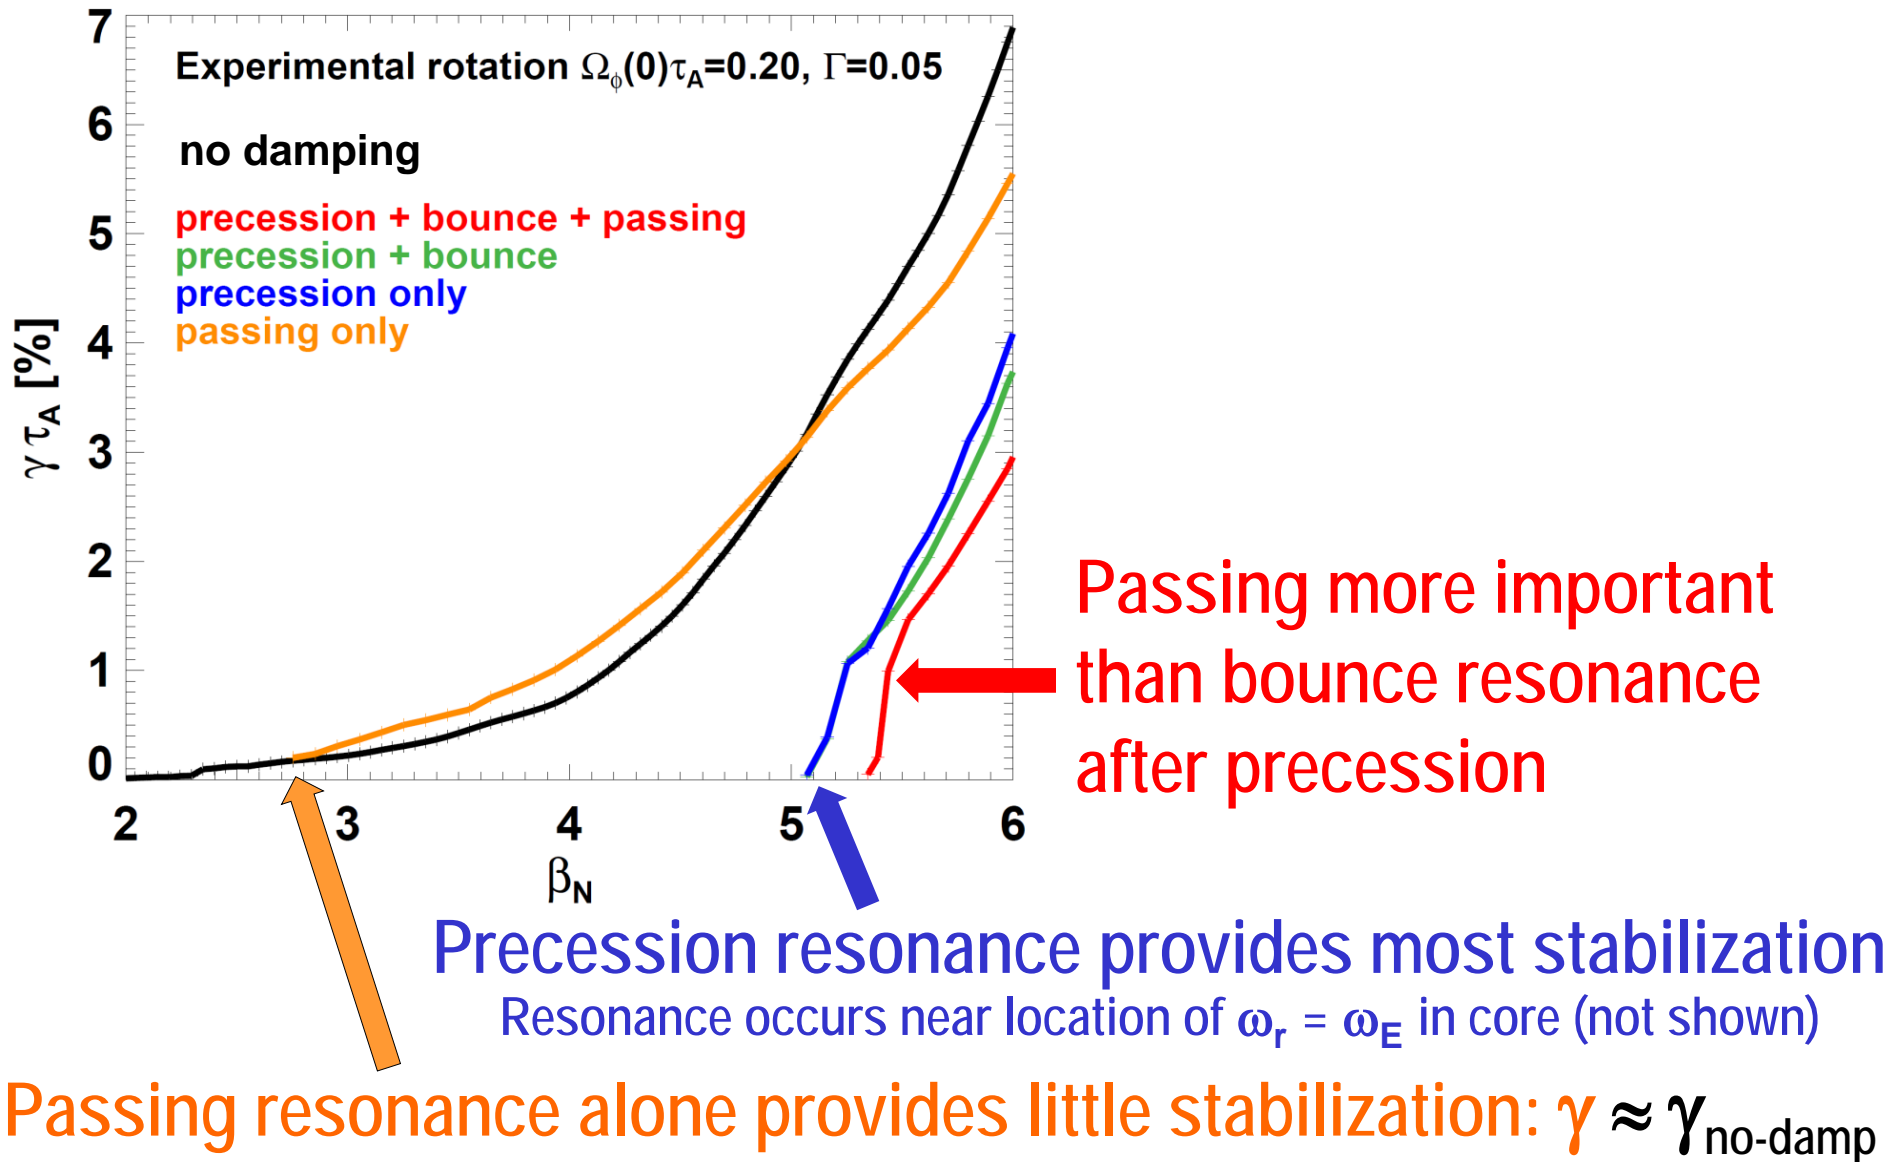 7
6
5
4
3
2
1
0
γ τA [%]
Experimental rotation Ωϕ(0)τA=0.20, Γ=0.05
no damping
precession + bounce + passing
precession + bounce
precession only
passing only
2 3 4 5 6
βN
Passing more important
than bounce resonance
after precession
Precession resonance provides most stabilization
Resonance occurs near location of ωr = ωE in core (not shown)
Passing resonance alone provides little stabilization: γ ≈ γno-damp